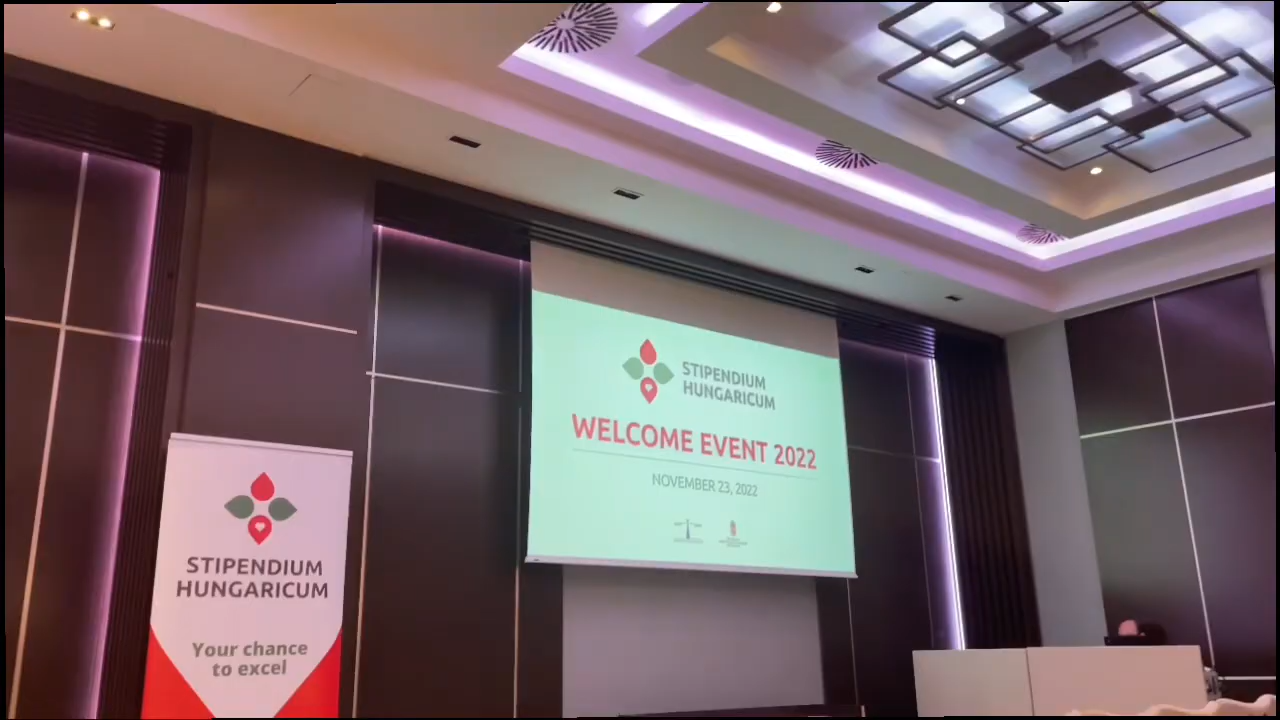 STIPENDIUM
HUNGARICUM
WELCOME EVENT 2022
NOVEMBER 23, 2022
STIPENDIUM
HUNGARICUM
Your chance
to excel